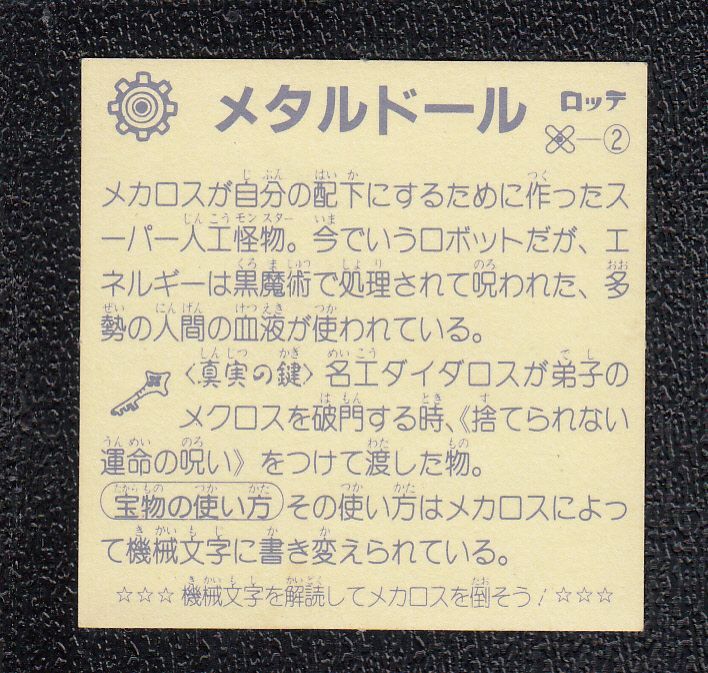 メタルドール ロッテ
②
メカロスが自分の配下にするために作ったス
ーパー人工怪物。今でいうロボットだが、エ
ネルギーは黒魔術で処理されて呪われた、多
勢の人間の血液が使われている。
〈真実の鍵〉名工ダイダロスが弟子の
メクロスを破門する時、《捨てられない
運命の呪い》をつけて渡した物。
宝物の使い方 その使い方はメカロスによっ
て機械文字に書き変えられている。
☆☆☆機械文字を解読してメカロスを倒そう！☆☆☆